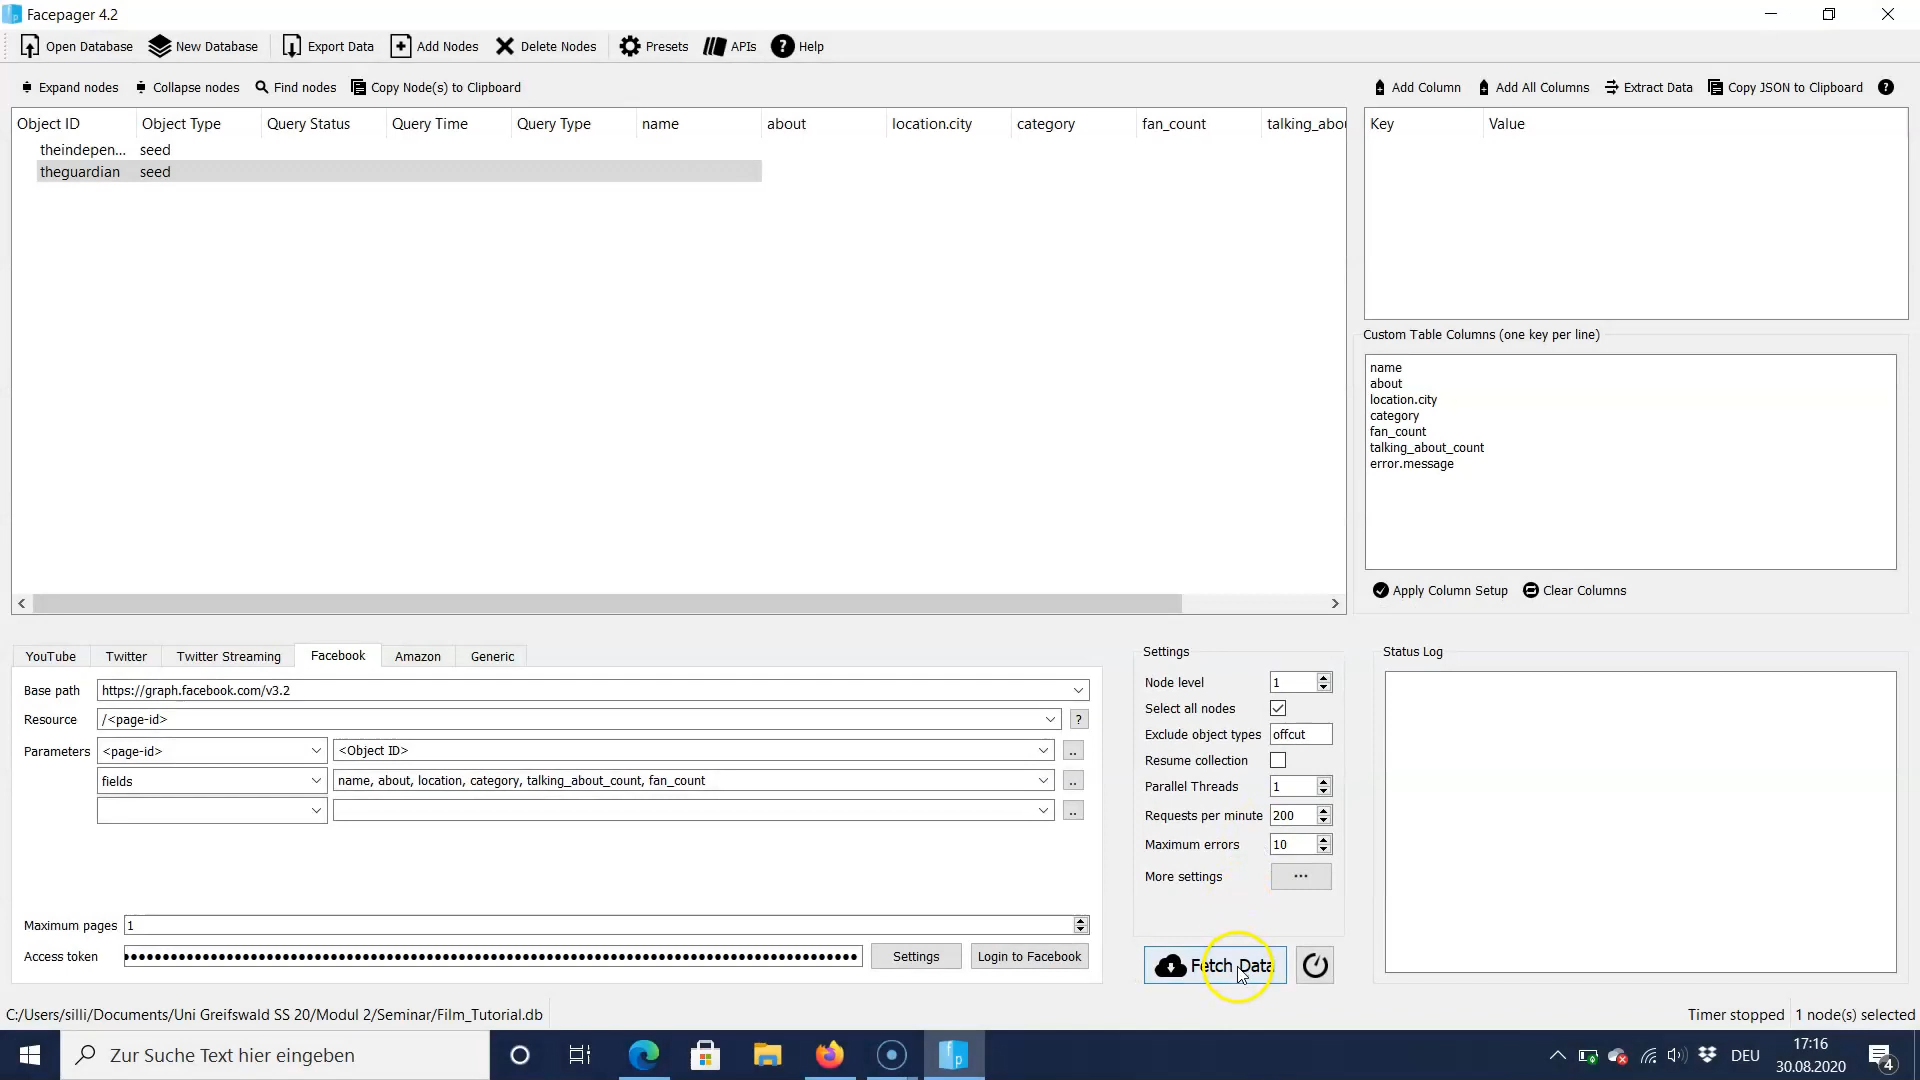 Facepager 4.2
Open Database New Database Export Data Add Nodes Delete Nodes Presets APIs Help
Expand nodes Collapse nodes Find nodes Copy Node(s) to Clipboard Add Column Add All Columns Extract Data Copy JSON to Clipboard
Object ID Object Type Query Status Query Time Query Type name about location.city category fan_count talking_abou Key Value
theindepen... seed
theguardian seed
Custom Table Columns (one key per line)
name
about
location.city
category
fan_count
talking_about_count
error.message
Apply Column Setup Clear Columns
YouTube Twitter Twitter Streaming Facebook Amazon Generic
Base path https://graph.facebook.com/v3.2
Resource /<page-id> ?
Parameters <page-id> <Object ID> ..
fields name, about, location, category, talking_about_count, fan_count ..
..
Maximum pages 1
Access token Settings Login to Facebook
Settings
Node level 1
Select all nodes
Exclude object types offcut
Resume collection
Parallel Threads 1
Requests per minute 200
Maximum errors 10
More settings ...
Fetch Data
Status Log
C:/Users/silli/Documents/Uni Greifswald SS 20/Modul 2/Seminar/Film_Tutorial.db Timer stopped 1 node(s) selected
Zur Suche Text hier eingeben DEU 17:16
30.08.2020 4